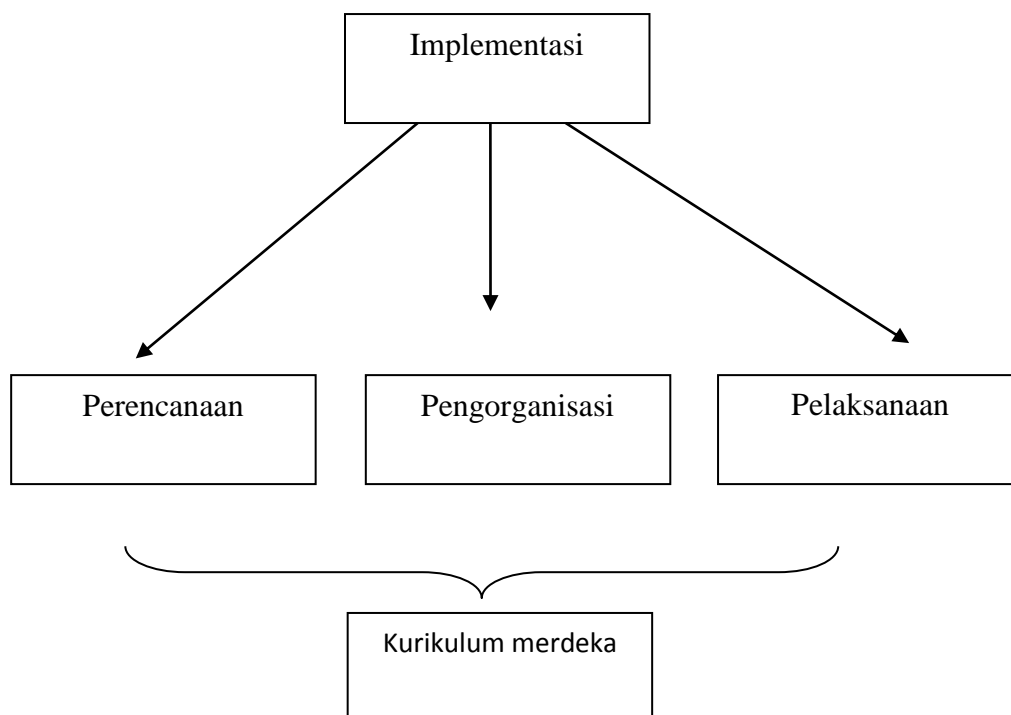 Implementasi
Perencanaan
Pengorganisasi
Pelaksanaan
Kurikulum merdeka